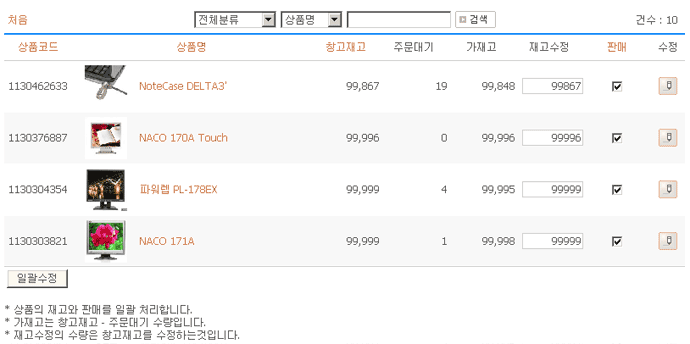 처음 전체분류 상품명 검색 건수 : 10
상품코드 상품명 창고재고 주문대기 가재고 재고수정 판매 수정
1130462633 NoteCase DELTA3' 99,867 19 99,848 99867
1130376887 NACO 170A Touch 99,996 0 99,996 99996
1130304354 파워렙 PL-178EX 99,999 4 99,995 99999
1130303821 NACO 171A 99,999 1 99,998 99999
일괄수정
* 상품의 재고와 판매를 일괄 처리합니다.
* 가재고는 창고재고 - 주문대기 수량입니다.
* 재고수정의 수량은 창고재고를 수정하는것입니다.